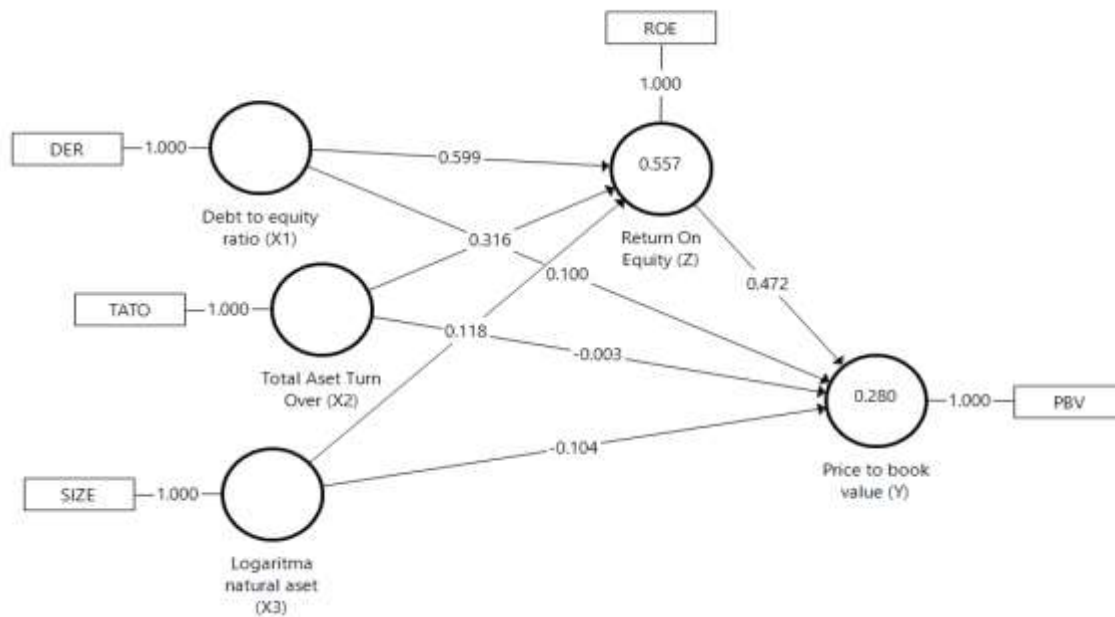 ROE
1.000
DER
1.000
0.599
0.557
Debt to equity
ratio (X1)
0.316
Return On
Equity (Z)
0.100
0.472
TATO
1.000
0.118
-0.003
Total Aset Turn
Over (X2)
0.280
1.000
PBV
-0.104
Price to book
value (Y)
SIZE
1.000
Logaritma
natural aset
(X3)